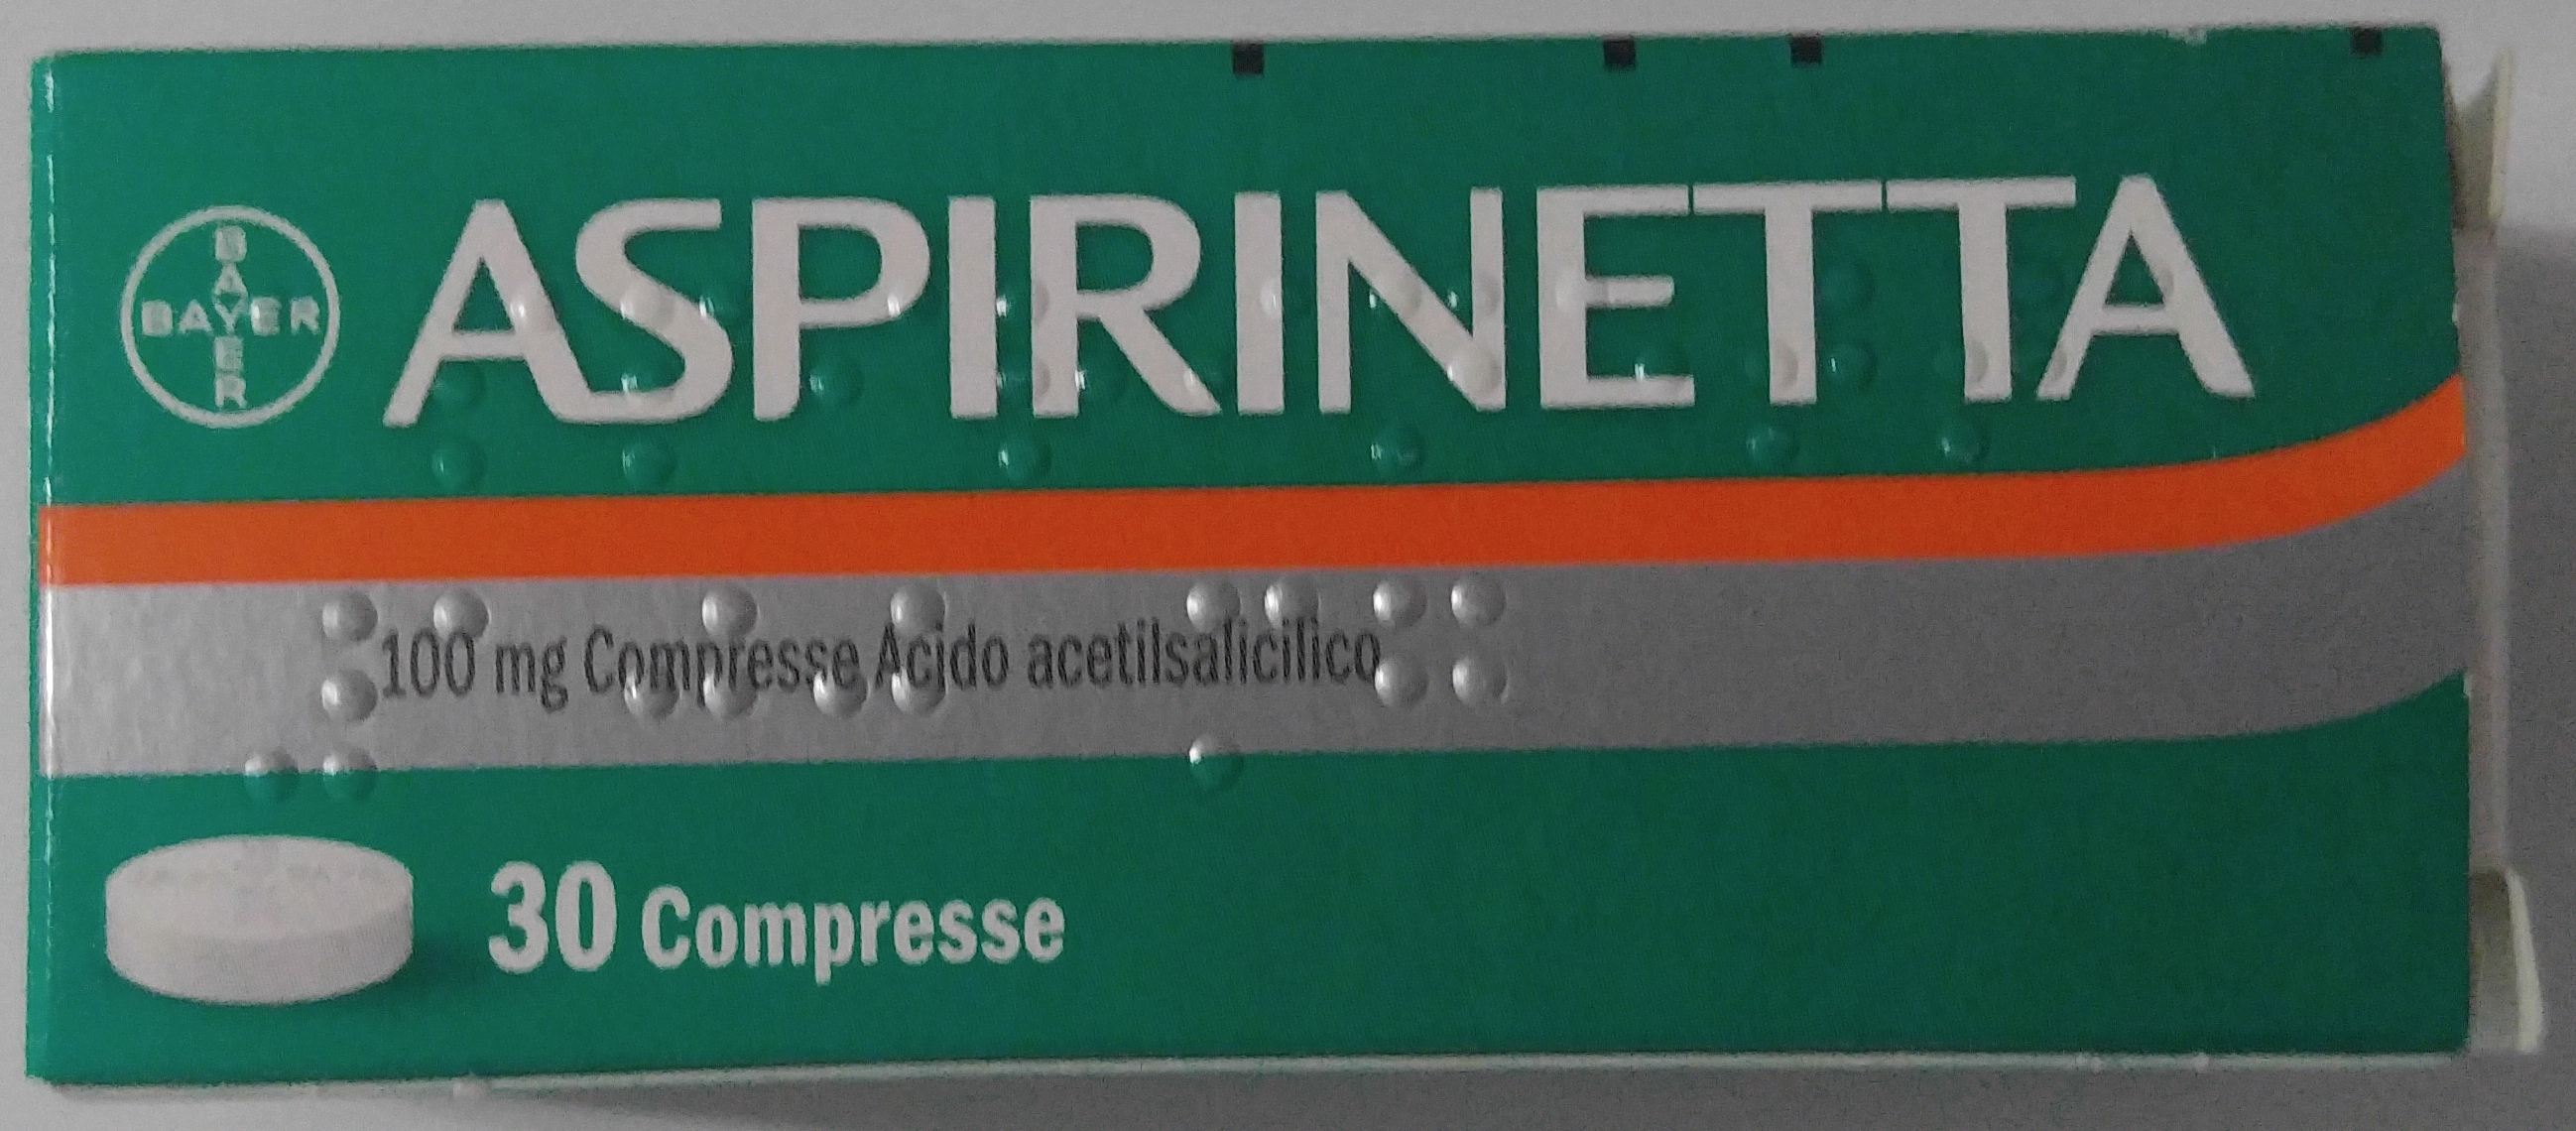 BAYER
BAYER
ASPIRINETTA
100 mg Compresse Acido acetilsalicilico
30 Compresse